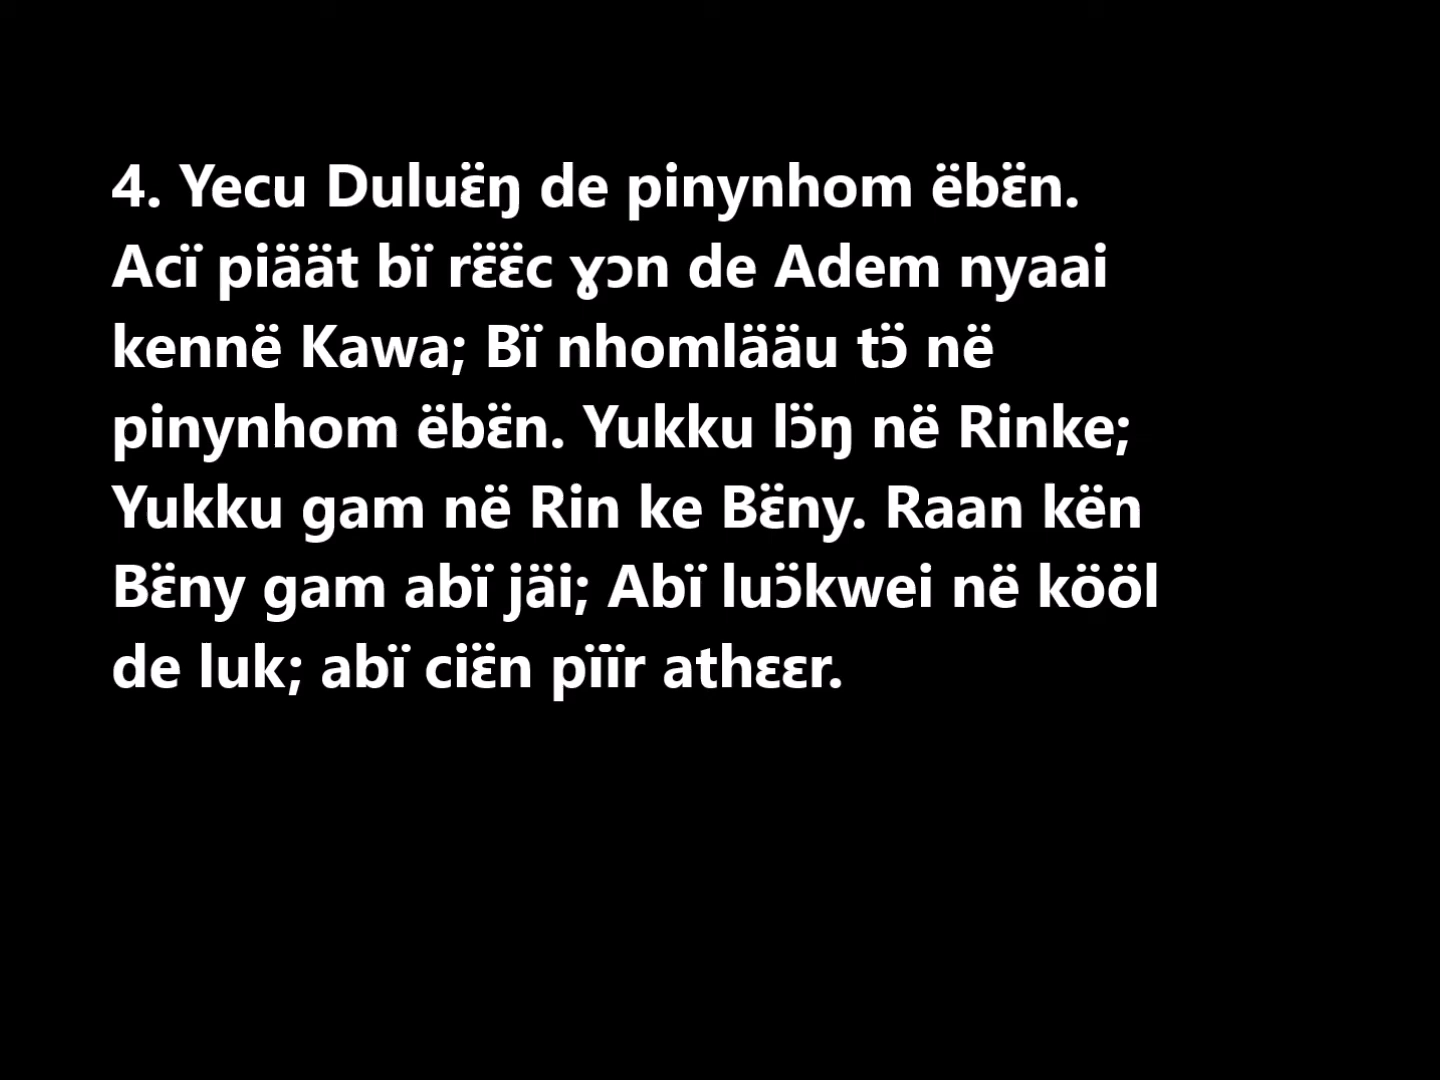 4. Yecu Duluɛ̈ŋ de pinynhom ëbɛ̈n.
Acï piäät bï rɛ̈ɛ̈c ɣɔn de Adem nyaai
kennë Kawa; Bï nhomlääu tɔ̈ në
pinynhom ëbɛ̈n. Yukku lɔ̈ŋ në Rinke;
Yukku gam në Rin ke Bɛ̈ny. Raan kën
Bɛ̈ny gam abï jäi; Abï luɔ̈kwei në kööl
de luk; abï ciɛ̈n pïïr athɛɛr.